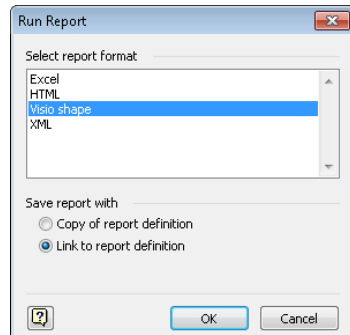 Run Report
Select report format
Excel
HTML
Visio shape
XML
Save report with
Copy of report definition
Link to report definition
?
OK
Cancel